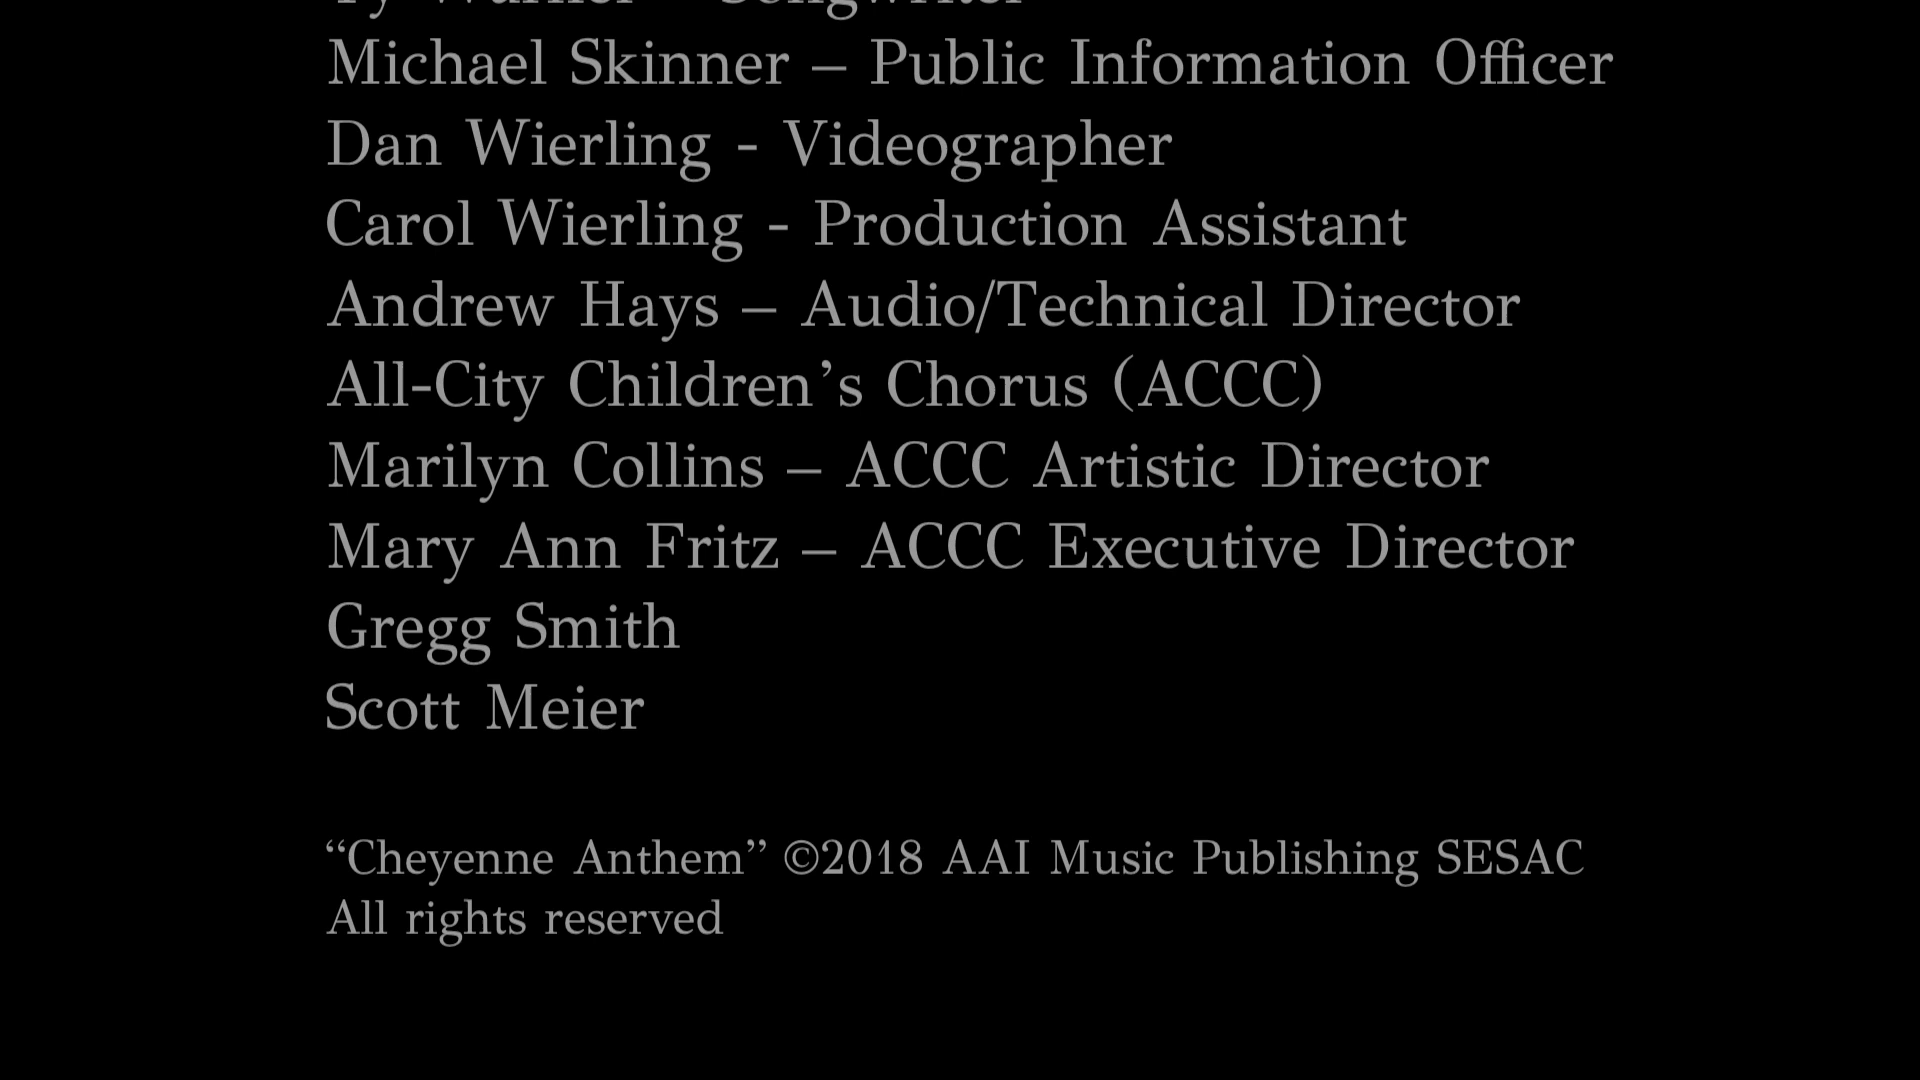 Michael Skinner – Public Information Officer
Dan Wierling - Videographer
Carol Wierling - Production Assistant
Andrew Hays – Audio/Technical Director
All-City Children’s Chorus (ACCC)
Marilyn Collins – ACCC Artistic Director
Mary Ann Fritz – ACCC Executive Director
Gregg Smith
Scott Meier
“Cheyenne Anthem” ©2018 AAI Music Publishing SESAC
All rights reserved